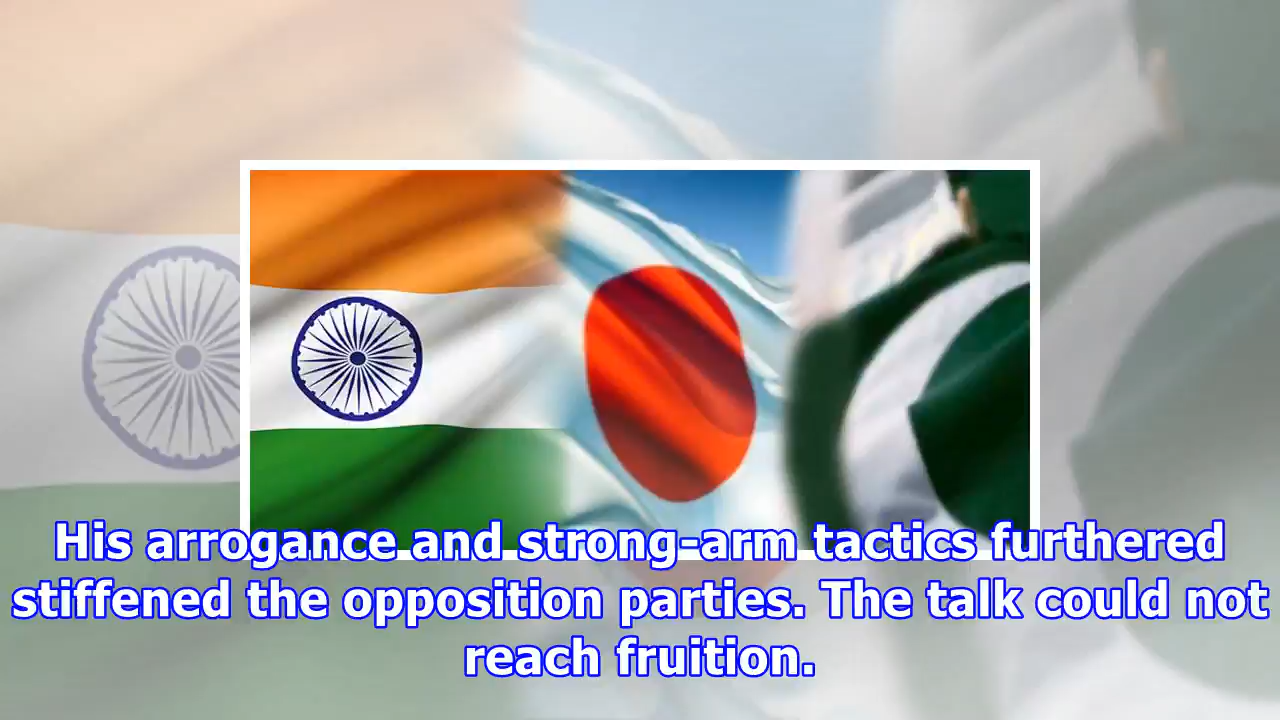 His arrogance and strong-arm tactics furthered
stiffened the opposition parties. The talk could not
reach fruition.